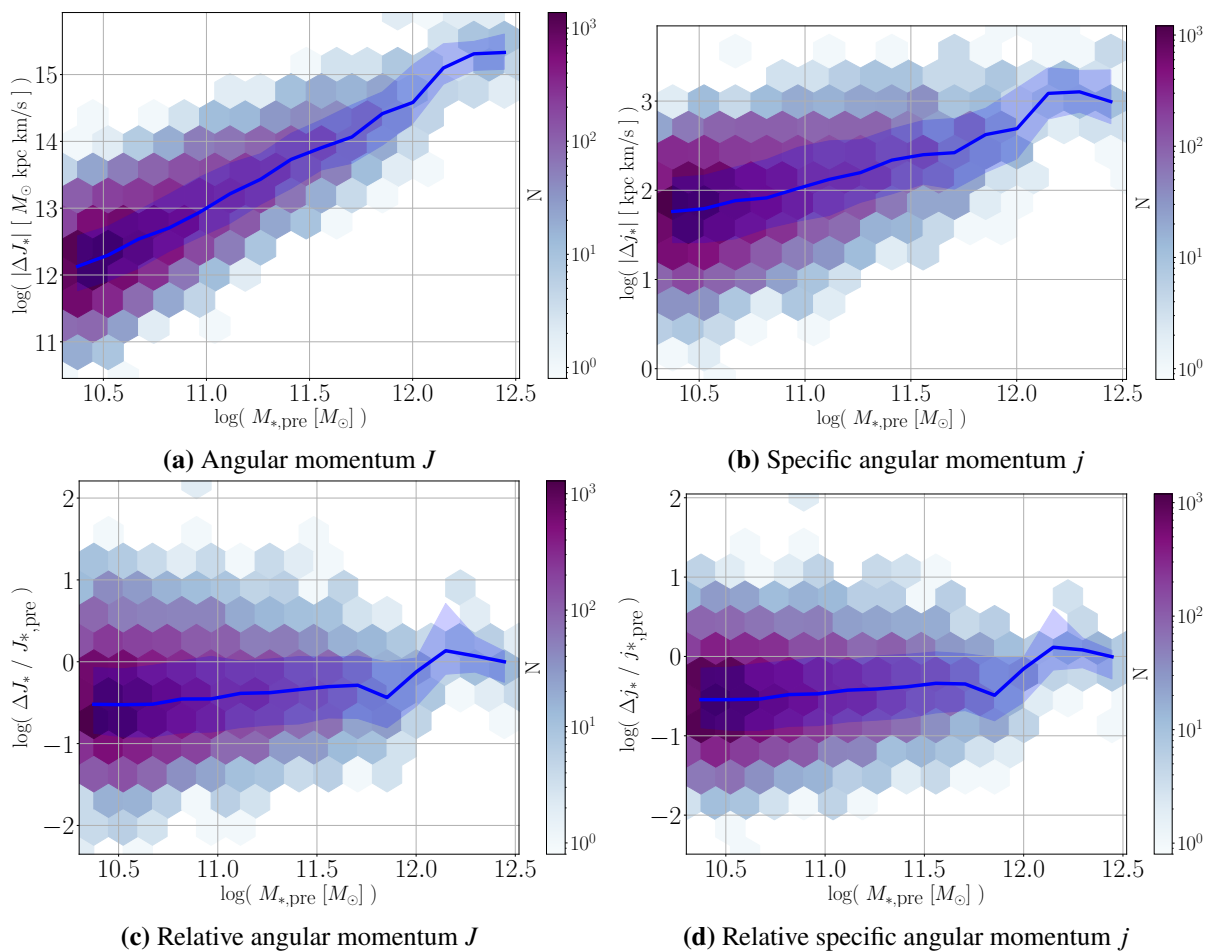 log( |ΔJ*| [ M⊙ kpc km/s ] )
15
14
13
12
11
10.5 11.0 11.5 12.0 12.5
log( M*,pre [M⊙] )
N
10³
10²
10¹
10⁰
(a) Angular momentum J
log( |Δj*| [ kpc km/s ] )
3
2
1
0
10.5 11.0 11.5 12.0 12.5
log( M*,pre [M⊙] )
N
10³
10²
10¹
10⁰
(b) Specific angular momentum j
log( ΔJ* / J*,pre )
2
1
0
−1
−2
10.5 11.0 11.5 12.0 12.5
log( M*,pre [M⊙] )
N
10³
10²
10¹
10⁰
(c) Relative angular momentum J
log( Δj* / j*,pre )
2
1
0
−1
−2
10.5 11.0 11.5 12.0 12.5
log( M*,pre [M⊙] )
N
10³
10²
10¹
10⁰
(d) Relative specific angular momentum j